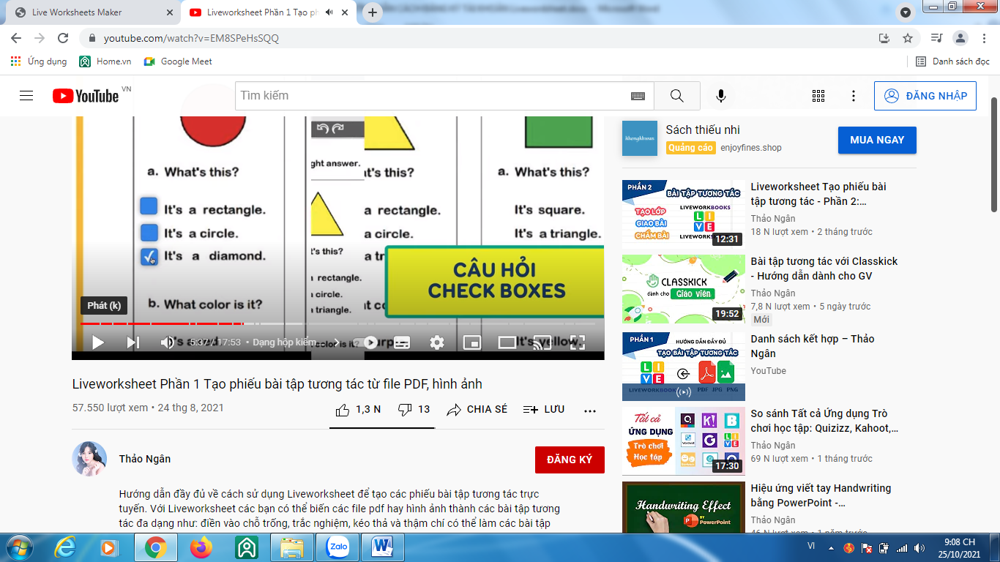 Live Worksheets Maker
Liveworksheet Phần 1 Tạo ph
youtube.com/watch?v=EM8SPeHsSQQ
Ứng dụng
Home.vn
Google Meet
Danh sách đọc
YouTube VN
Tìm kiếm
ĐĂNG NHẬP
ght answer.
a. What's this?
t's this?
a. What's this?
It's a rectangle.
a rectangle.
It's square.
It's a circle.
a circle.
It's a triangle.
It's a diamond.
t's this?
a tr
rectangle.
circle.
triangle.
CÂU HỎI
CHECK BOXES
b. What color is it?
Phát (k)
color is it?
It's yellow.
5:37 / 17:53 • Dạng hộp kiểm
Liveworksheet Phần 1 Tạo phiếu bài tập tương tác từ file PDF, hình ảnh
57.550 lượt xem • 24 thg 8, 2021
1,3 N
13
CHIA SẺ
LƯU
Thảo Ngân
ĐĂNG KÝ
Hướng dẫn đầy đủ về cách sử dụng Liveworksheet để tạo các phiếu bài tập tương tác trực
tuyến. Với Liveworksheet các bạn có thể biến các file pdf hay hình ảnh thành các bài tập tương
tác đa dạng như: điền vào chỗ trống, trắc nghiệm, kéo thả và thậm chí có thể làm các bài tập
khongkhonan
Sách thiếu nhi
Quảng cáo
enjoyfines.shop
MUA NGAY
PHẦN 2
BÀI TẬP TƯƠNG TÁC
TẠO LỚP
GIAO BÀI
CHẤM BÀI
LIVEWORKBOOKS
LIVE
LIVEWORKS
12:31
Liveworksheet Tạo phiếu bài
tập tương tác - Phần 2:...
Thảo Ngân
18 N lượt xem • 2 tháng trước
CLASSKICK
dành cho Giáo viên
19:52
Bài tập tương tác với Classkick
- Hướng dẫn dành cho GV
Thảo Ngân
7,8 N lượt xem • 5 ngày trước
Mới
PHẦN 1
HƯỚNG DẪN ĐẦY ĐỦ
TẠO BÀI TẬP TƯƠNG TÁC
LIVE
LIVEWORKBOOK
PDF JPG PNG
Danh sách kết hợp – Thảo
Ngân
YouTube
Tất cả
ỨNG DỤNG
Trò chơi
Học tập
K!
B
LIVE
17:30
So sánh Tất cả Ứng dụng Trò
chơi học tập: Quizizz, Kahoot,...
Thảo Ngân
69 N lượt xem • 1 tháng trước
Handwriting Effect
BY
POWERPOINT
Hiệu ứng viết tay Handwriting
bằng PowerPoint -...
Thảo Ngân
46 N lượt xem • 1 năm trước
Zalo
VI
9:08 CH
25/10/2021